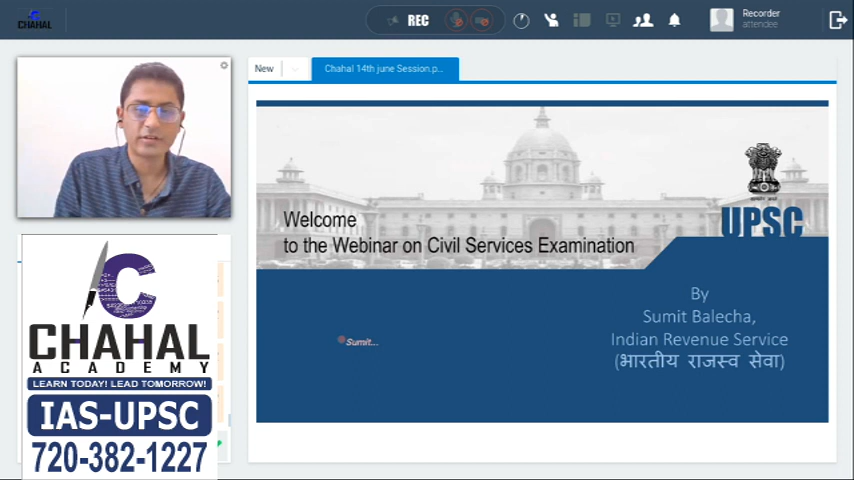 CHAHAL
REC
Recorder
attendee
New
Chahal 14th june Session.p...
Welcome
to the Webinar on Civil Services Examination
UPSC
By
Sumit Balecha,
Indian Revenue Service
(भारतीय राजस्व सेवा)
Sumit...
C
CHAHAL
ACADEMY
LEARN TODAY! LEAD TOMORROW!
IAS-UPSC
720-382-1227